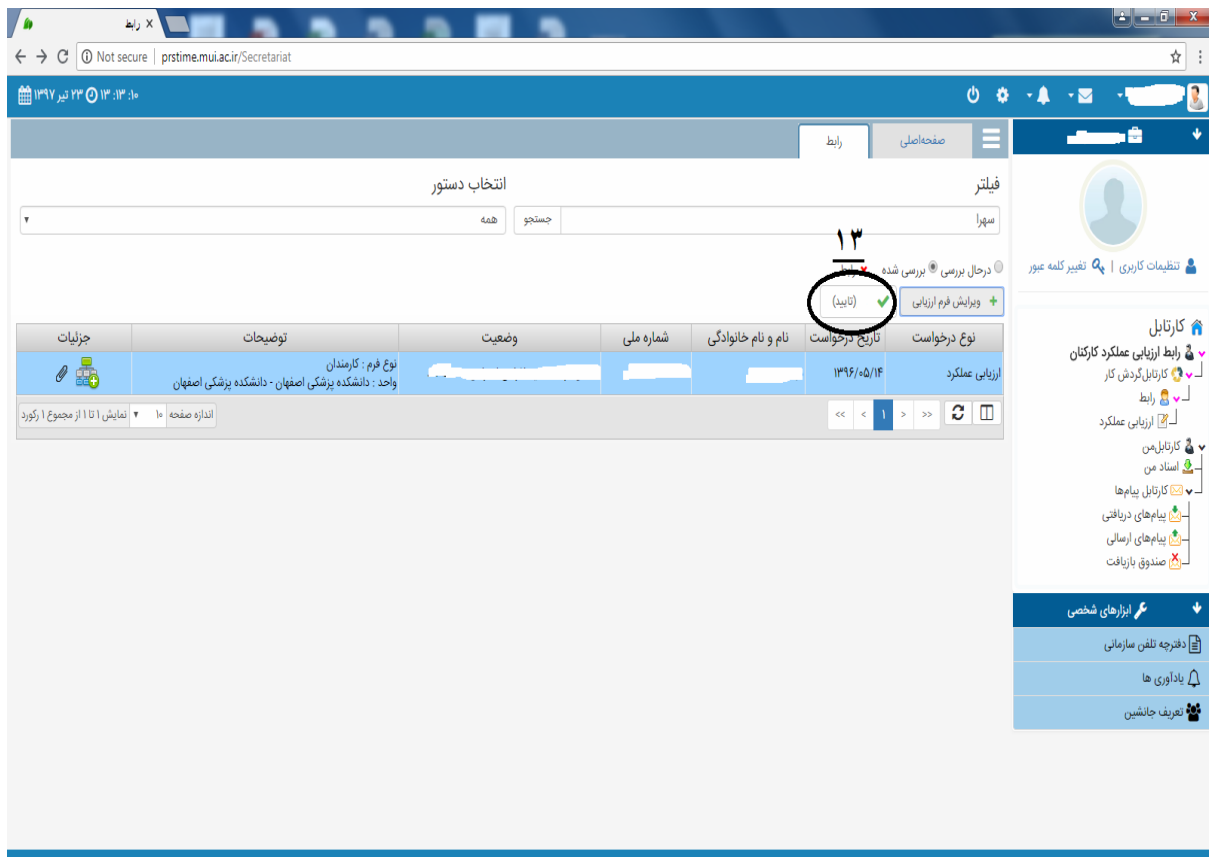 رابط
Not secure | prstime.mui.ac.ir/Secretariat
۱۰: ۱۳: ۱۳ ۲۳ تیر ۱۳۹۷
صفحه‌اصلی
رابط
فیلتر
انتخاب دستور
سهرا
جستجو
همه
۱۳
درحال بررسی
بررسی شده
ویرایش فرم ارزیابی
(تایید)
نوع درخواست تاریخ درخواست نام و نام خانوادگی شماره ملی وضعیت توضیحات جزئیات
ارزیابی عملکرد ۱۳۹۶/۰۵/۱۴
نوع فرم : کارمندان
واحد : دانشکده پزشکی اصفهان - دانشکده پزشکی اصفهان
<< < ۱ > >>
اندازه صفحه ۱۰ نمایش ۱ تا ۱ از مجموع ۱ رکورد
تنظیمات کاربری | تغییر کلمه عبور
کارتابل
رابط ارزیابی عملکرد کارکنان
کارتابل‌گردش کار
رابط
ارزیابی عملکرد
کارتابل‌من
اسناد من
کارتابل پیام‌ها
پیام‌های دریافتی
پیام‌های ارسالی
صندوق بازیافت
ابزارهای شخصی
دفترچه تلفن سازمانی
یادآوری ها
تعریف جانشین